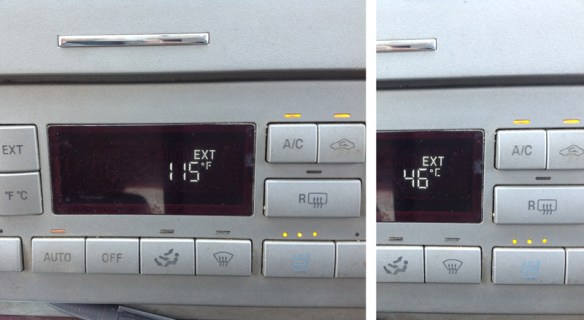 EXT
°F °C
EXT
115 °F
A/C
R
AUTO
OFF
EXT
46 °C
A/C
R